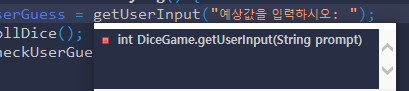 serGuess = getUserInput("예상값을 입력하시오: ");
ollDice();
int DiceGame.getUserInput(String prompt)
heckUserGue